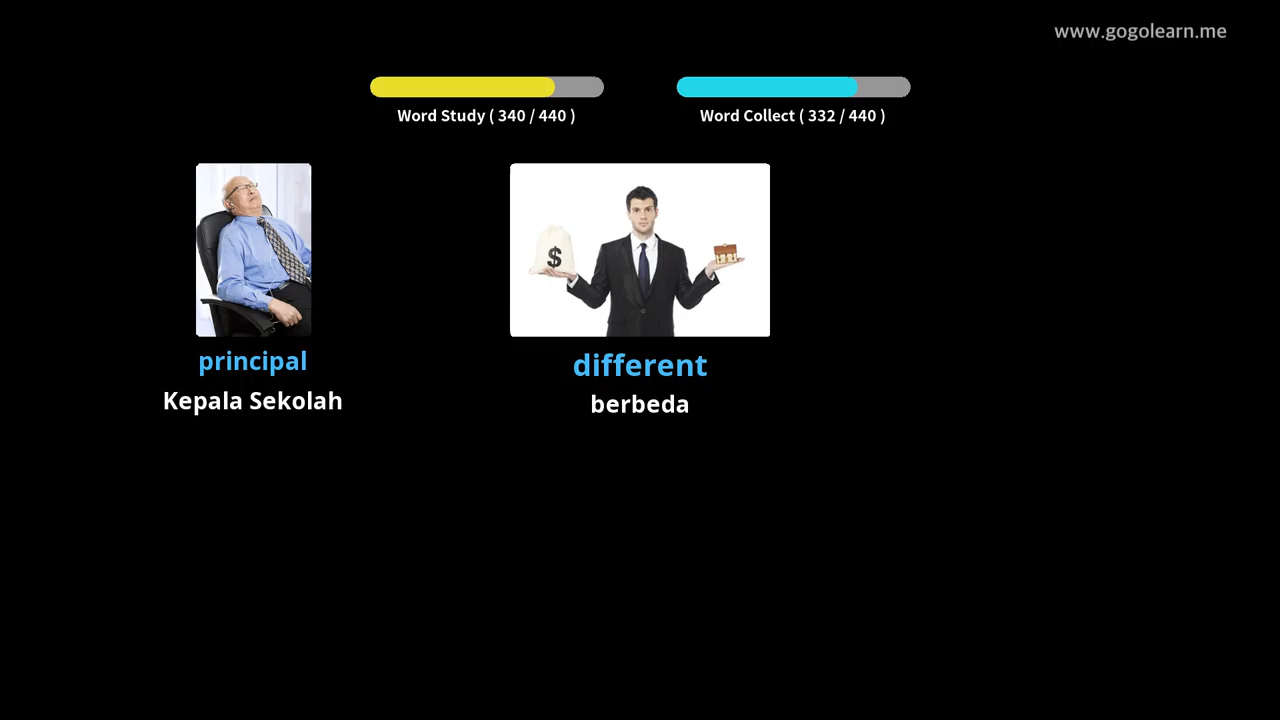 www.gogolearn.me
Word Study ( 340 / 440 )
Word Collect ( 332 / 440 )
$
principal
Kepala Sekolah
different
berbeda